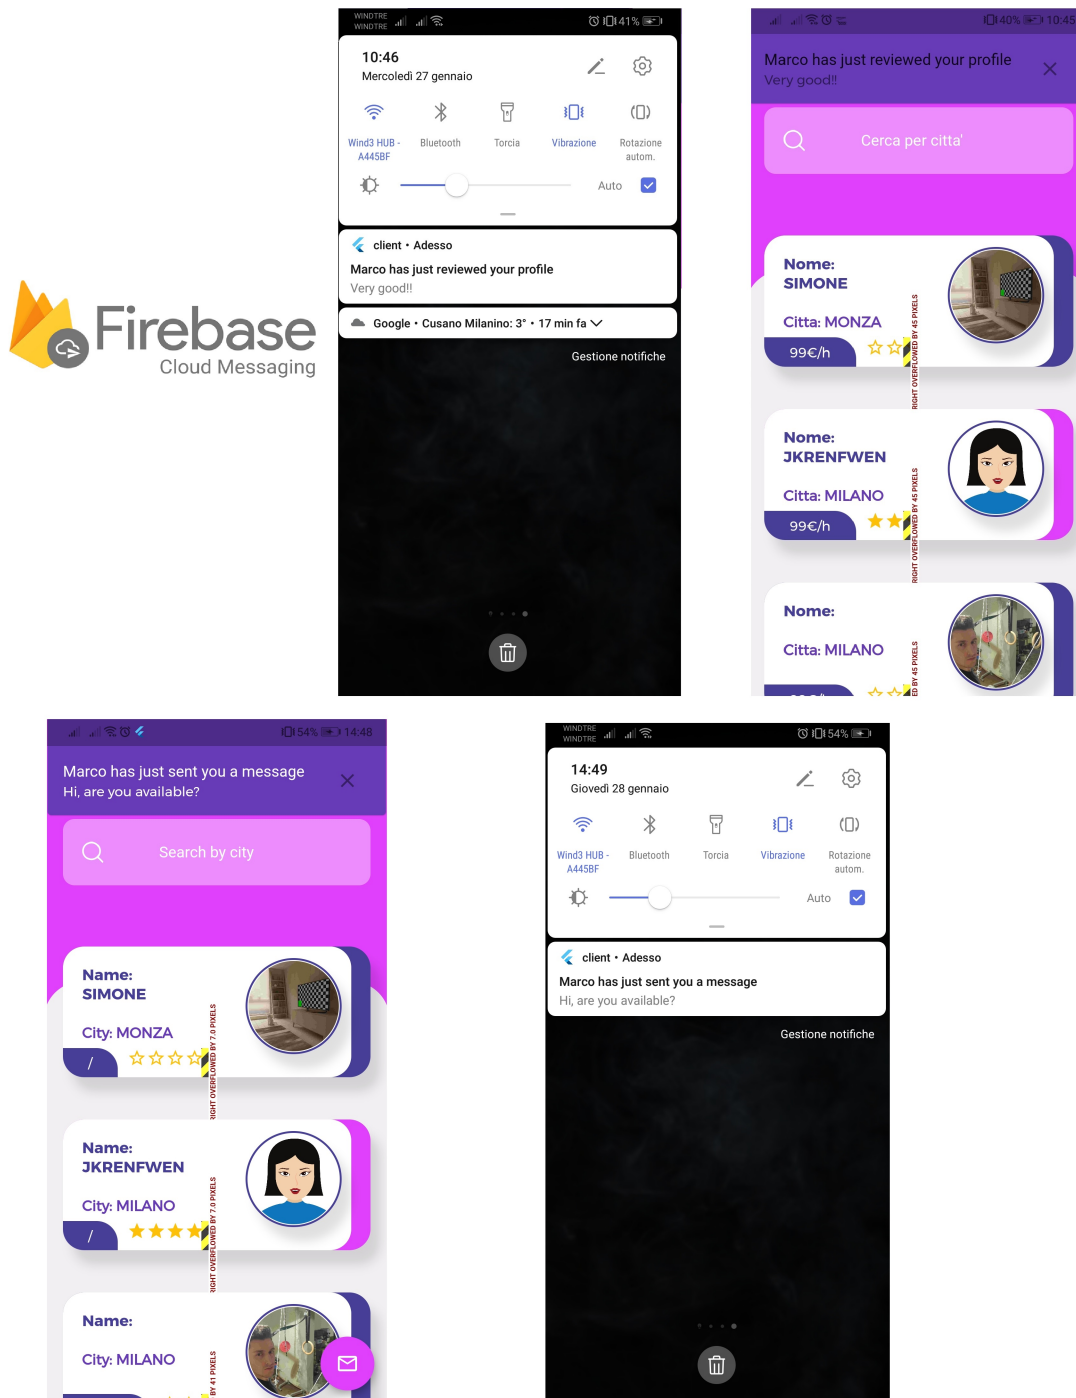 Firebase
Cloud Messaging
WINDTRE
WINDTRE
41%
10:46
Mercoledì 27 gennaio
Wind3 HUB -
A445BF
Bluetooth
Torcia
Vibrazione
Rotazione
autom.
Auto
client • Adesso
Marco has just reviewed your profile
Very good!!
Google • Cusano Milanino: 3° • 17 min fa
Gestione notifiche
40% 10:45
Marco has just reviewed your profile
Very good!!
Cerca per citta'
Nome:
SIMONE
Citta: MONZA
99€/h
RIGHT OVERFLOWED BY 45 PIXELS
Nome:
JKRENFWEN
Citta: MILANO
99€/h
RIGHT OVERFLOWED BY 45 PIXELS
Nome:
Citta: MILANO
ED BY 45 PIXELS
54% 14:48
Marco has just sent you a message
Hi, are you available?
Search by city
Name:
SIMONE
City: MONZA
/
RIGHT OVERFLOWED BY 7.0 PIXELS
Name:
JKRENFWEN
City: MILANO
/
RIGHT OVERFLOWED BY 7.0 PIXELS
Name:
City: MILANO
BY 41 PIXELS
WINDTRE
WINDTRE
54%
14:49
Giovedì 28 gennaio
Wind3 HUB -
A445BF
Bluetooth
Torcia
Vibrazione
Rotazione
autom.
Auto
client • Adesso
Marco has just sent you a message
Hi, are you available?
Gestione notifiche